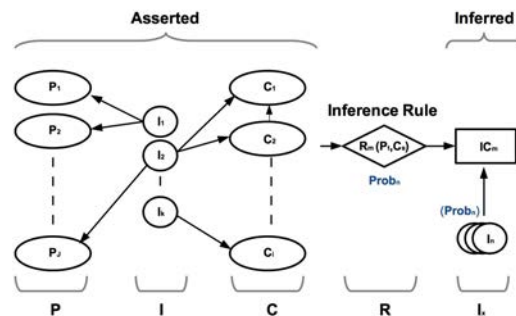 Asserted
Inferred
P₁
I₁
C₁
Inference Rule
P₂
I₂
C₂
Rₘ (Pₜ,Cₛ)
ICₘ
Probₙ
Iₖ
(Probₙ)
Pⱼ
Cₗ
Iₙ
P
I
C
R
Iₓ